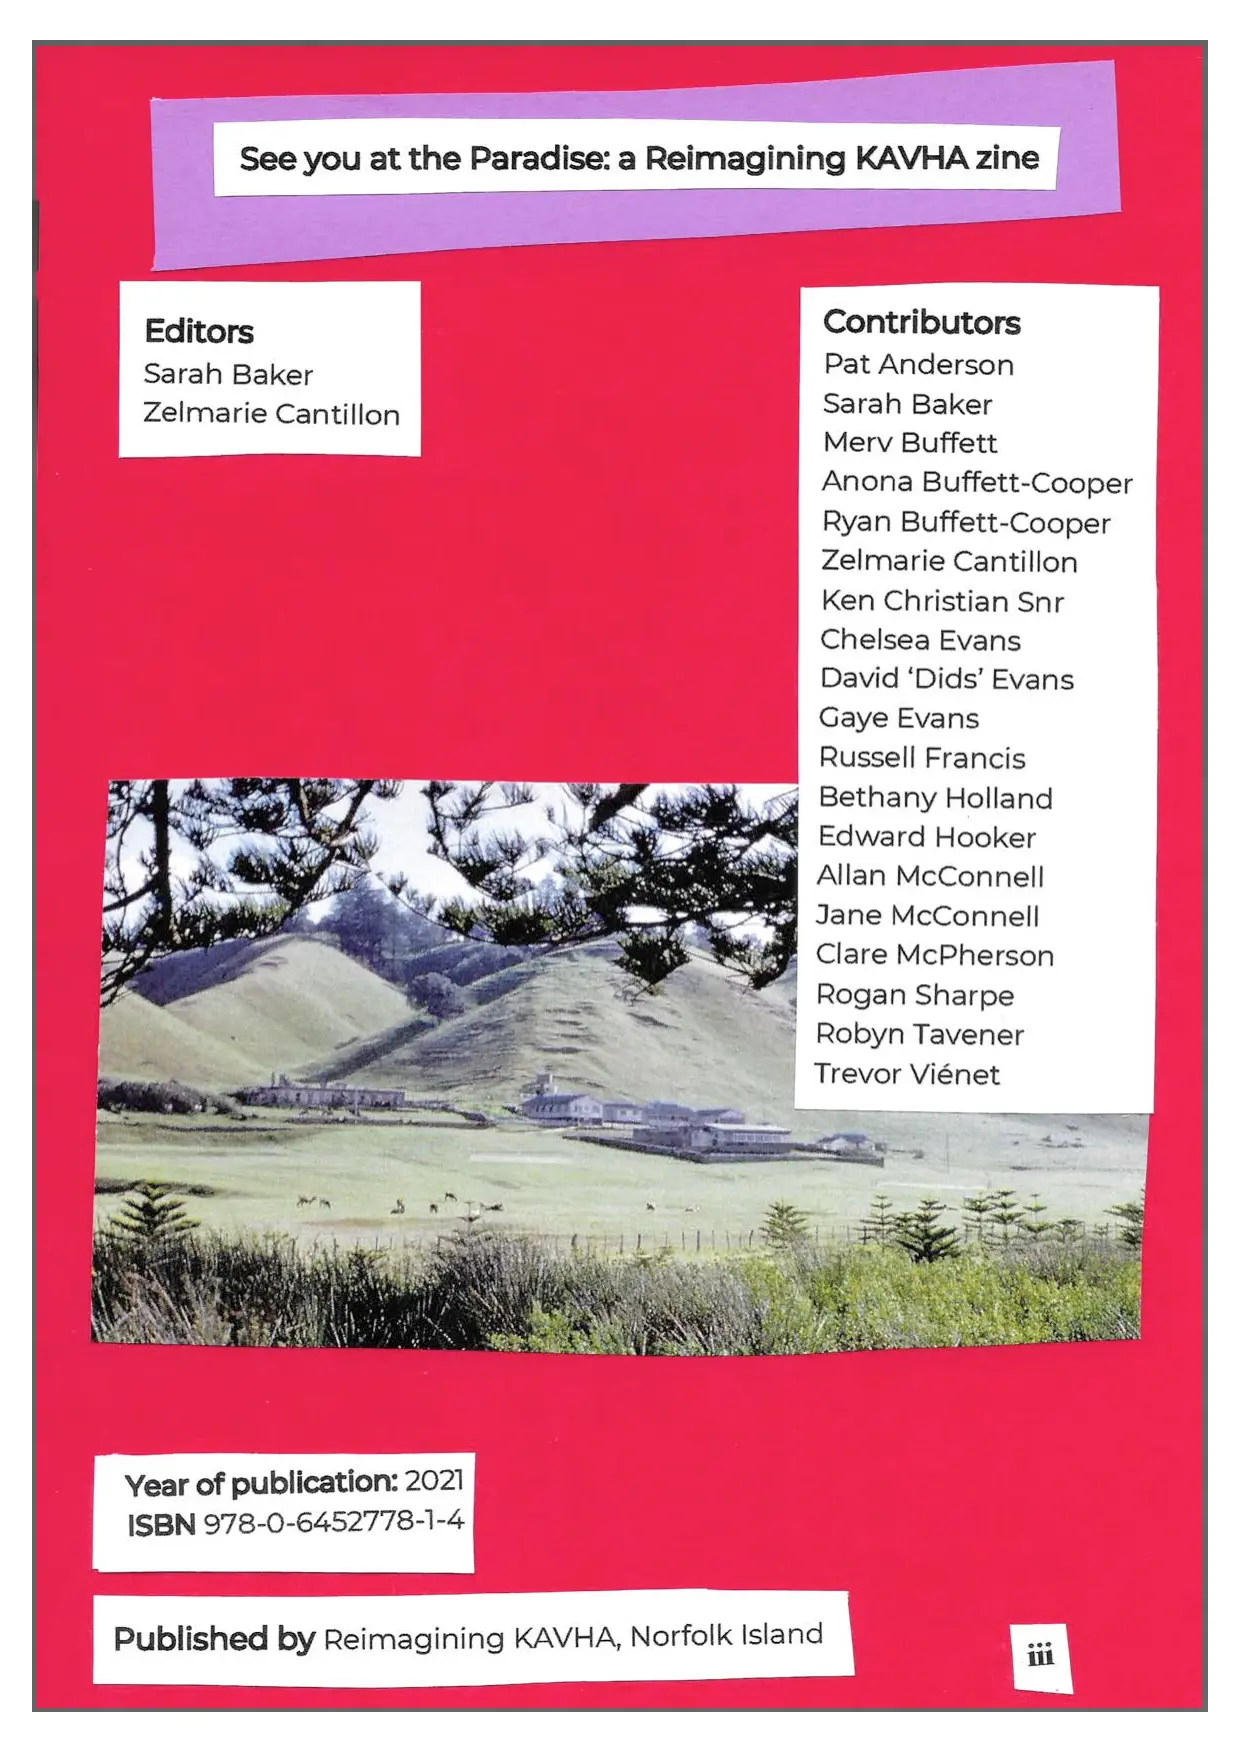 See you at the Paradise: a Reimagining KAVHA zine
Editors
Sarah Baker
Zelmarie Cantillon
Contributors
Pat Anderson
Sarah Baker
Merv Buffett
Anona Buffett-Cooper
Ryan Buffett-Cooper
Zelmarie Cantillon
Ken Christian Snr
Chelsea Evans
David ‘Dids’ Evans
Gaye Evans
Russell Francis
Bethany Holland
Edward Hooker
Allan McConnell
Jane McConnell
Clare McPherson
Rogan Sharpe
Robyn Tavener
Trevor Viénet
Year of publication: 2021
ISBN 978-0-6452778-1-4
Published by Reimagining KAVHA, Norfolk Island
iii